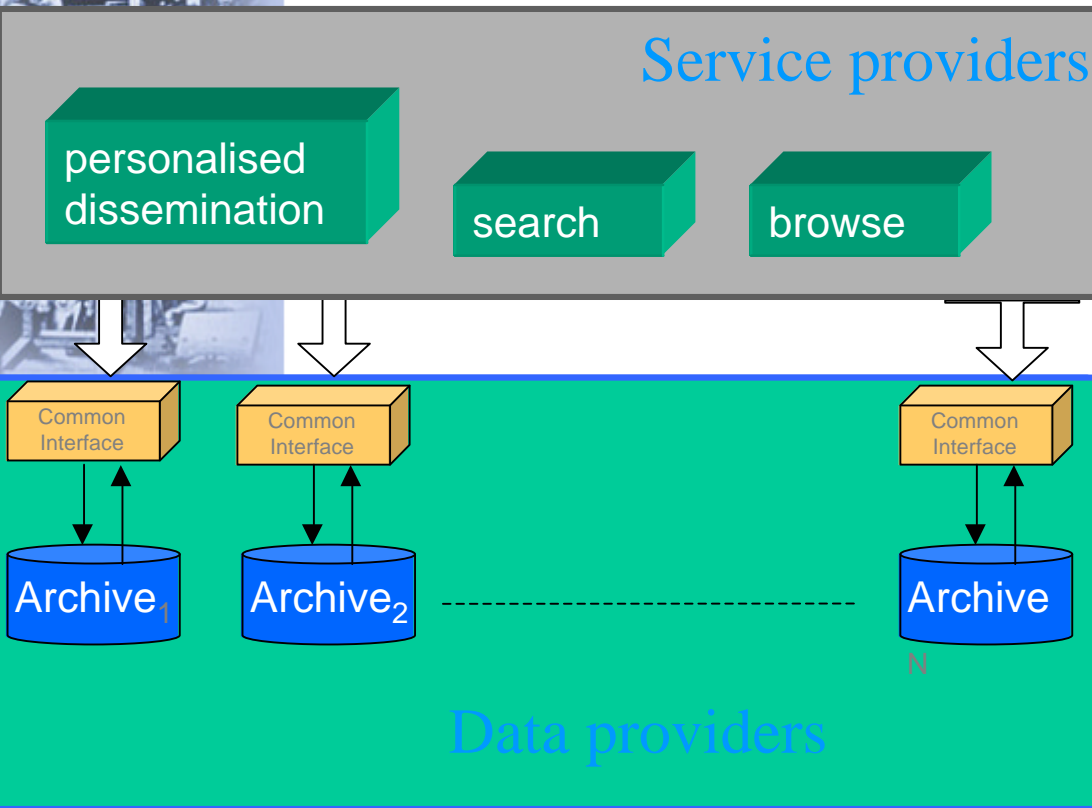 Service providers
personalised
dissemination
search
browse
Common
Interface
Common
Interface
Common
Interface
Archive1
Archive2
Archive
N
Data providers